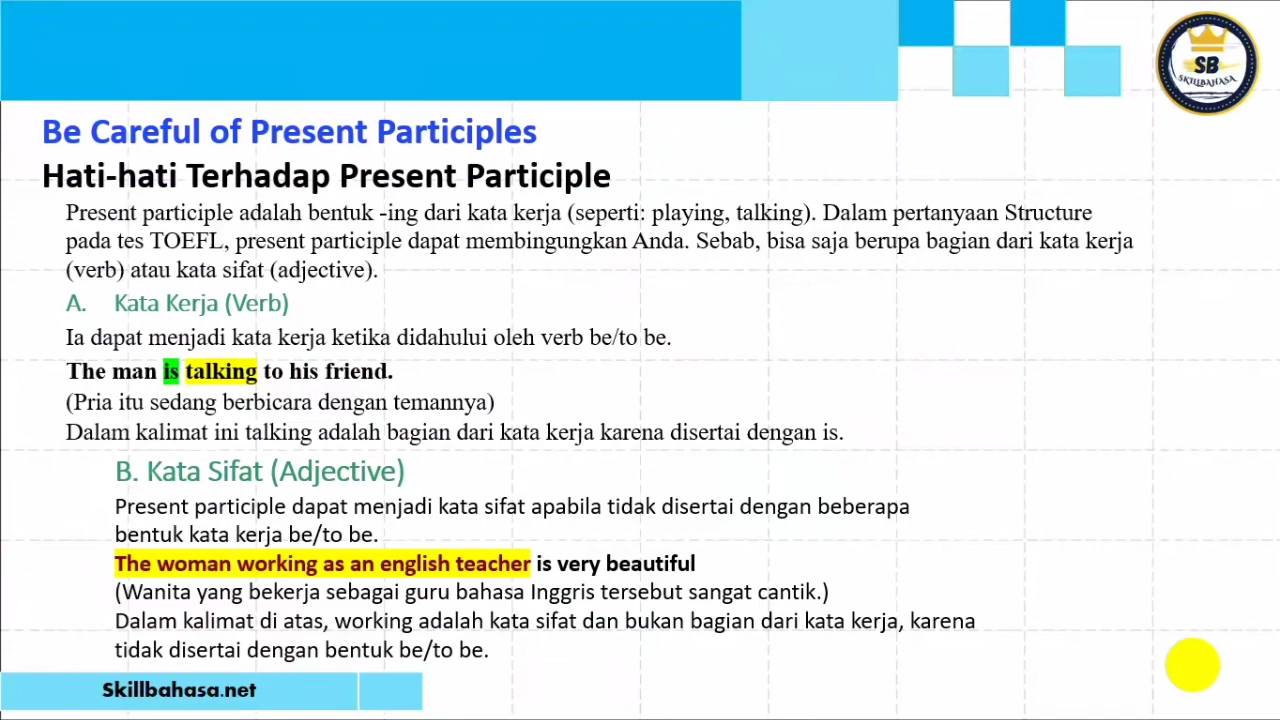 SB
SKILLBAHASA
Be Careful of Present Participles
Hati-hati Terhadap Present Participle
Present participle adalah bentuk -ing dari kata kerja (seperti: playing, talking). Dalam pertanyaan Structure
pada tes TOEFL, present participle dapat membingungkan Anda. Sebab, bisa saja berupa bagian dari kata kerja
(verb) atau kata sifat (adjective).
A. Kata Kerja (Verb)
Ia dapat menjadi kata kerja ketika didahului oleh verb be/to be.
The man is talking to his friend.
(Pria itu sedang berbicara dengan temannya)
Dalam kalimat ini talking adalah bagian dari kata kerja karena disertai dengan is.
B. Kata Sifat (Adjective)
Present participle dapat menjadi kata sifat apabila tidak disertai dengan beberapa
bentuk kata kerja be/to be.
The woman working as an english teacher is very beautiful
(Wanita yang bekerja sebagai guru bahasa Inggris tersebut sangat cantik.)
Dalam kalimat di atas, working adalah kata sifat dan bukan bagian dari kata kerja, karena
tidak disertai dengan bentuk be/to be.
Skillbahasa.net